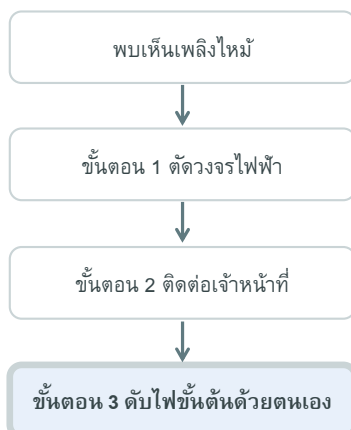 พบเห็นเพลิงไหม้
ขั้นตอน 1 ตัดวงจรไฟฟ้า
ขั้นตอน 2 ติดต่อเจ้าหน้าที่
ขั้นตอน 3 ดับไฟขั้นต้นด้วยตนเอง